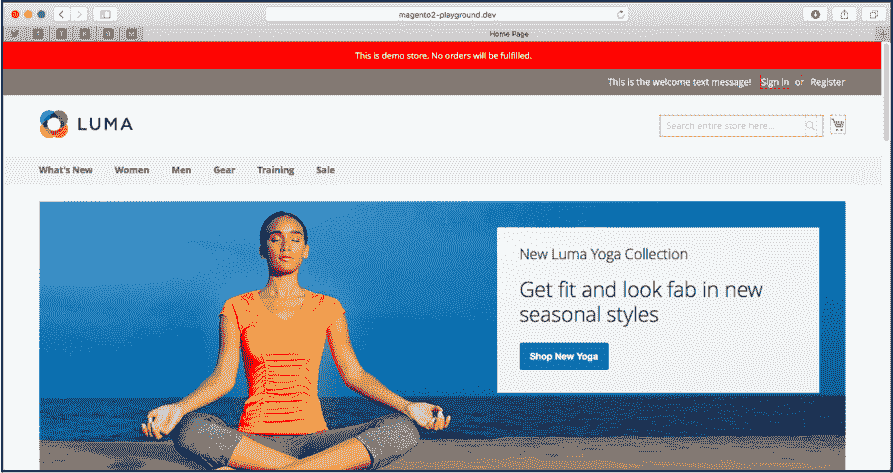 magento2-playground.dev
Home Page
This is demo store. No orders will be fulfilled.
This is the welcome text message! Sign In or Register
LUMA
Search entire store here...
What's New Women Men Gear Training Sale
New Luma Yoga Collection
Get fit and look fab in new
seasonal styles
Shop New Yoga